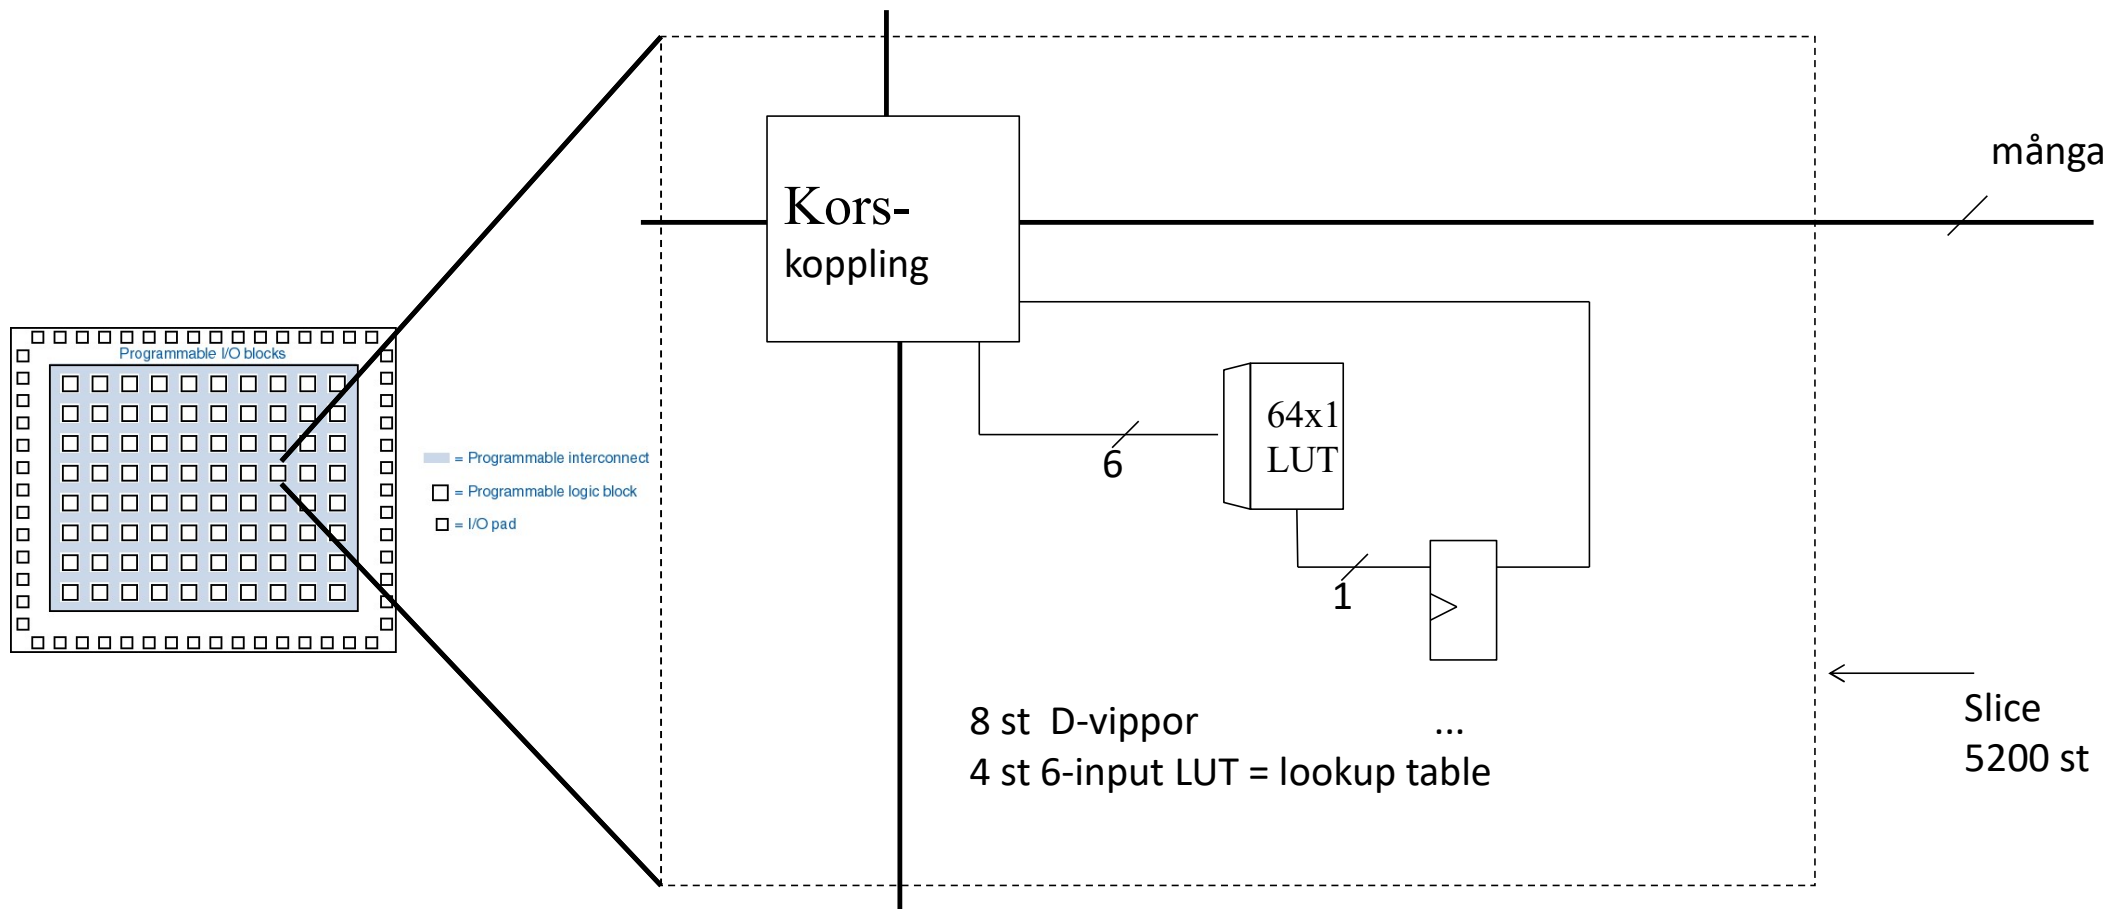 Programmable I/O blocks
= Programmable interconnect
= Programmable logic block
= I/O pad
Kors-
koppling
många
64x1
LUT
6
1
8 st D-vippor ...
4 st 6-input LUT = lookup table
Slice
5200 st